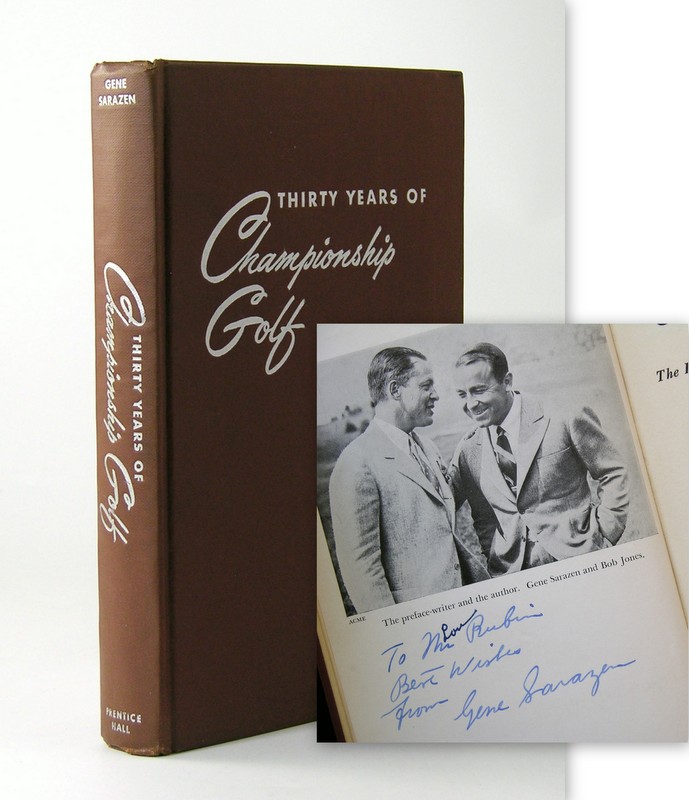 GENE
SARAZEN
THIRTY YEARS OF
Championship
Golf
PRENTICE
HALL
THIRTY YEARS OF
Championship
Golf
The
ACME
The preface-writer and the author. Gene Sarazen and Bob Jones.
Lou
To Mr Rubin
Best Wishes
from Gene Sarazen